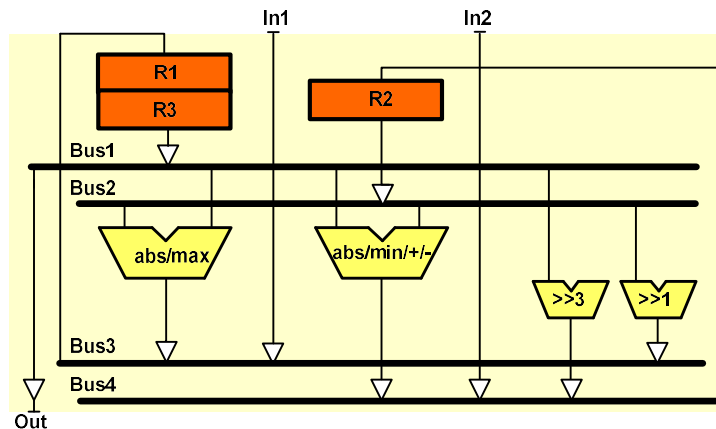 In1
In2
R1
R3
R2
Bus1
Bus2
abs/max
abs/min/+/-
>>3
>>1
Bus3
Bus4
Out